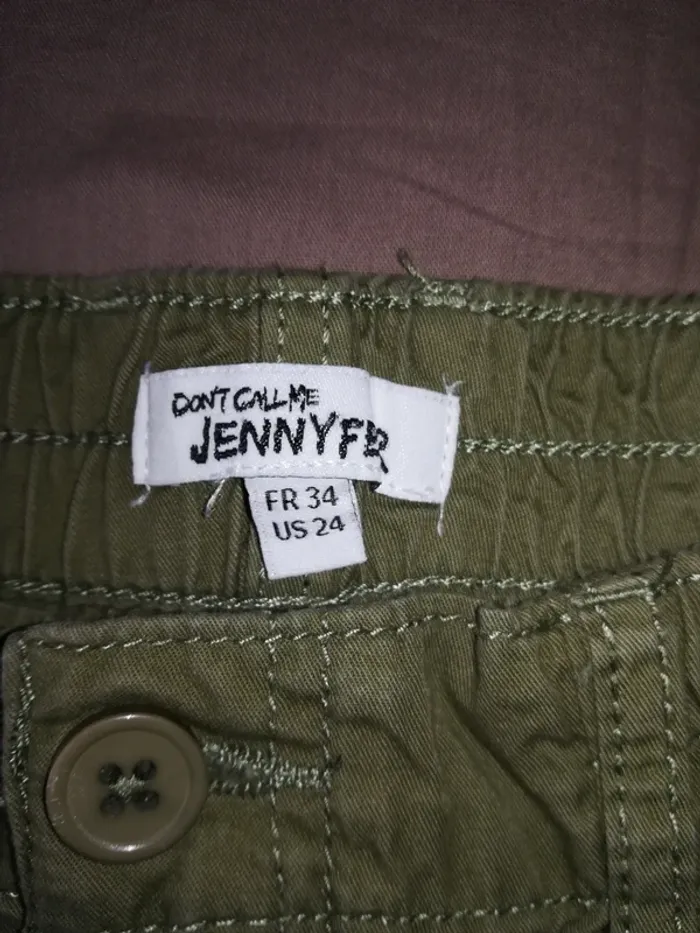 DON'T CALL ME
JENNYFER
FR 34
US 24